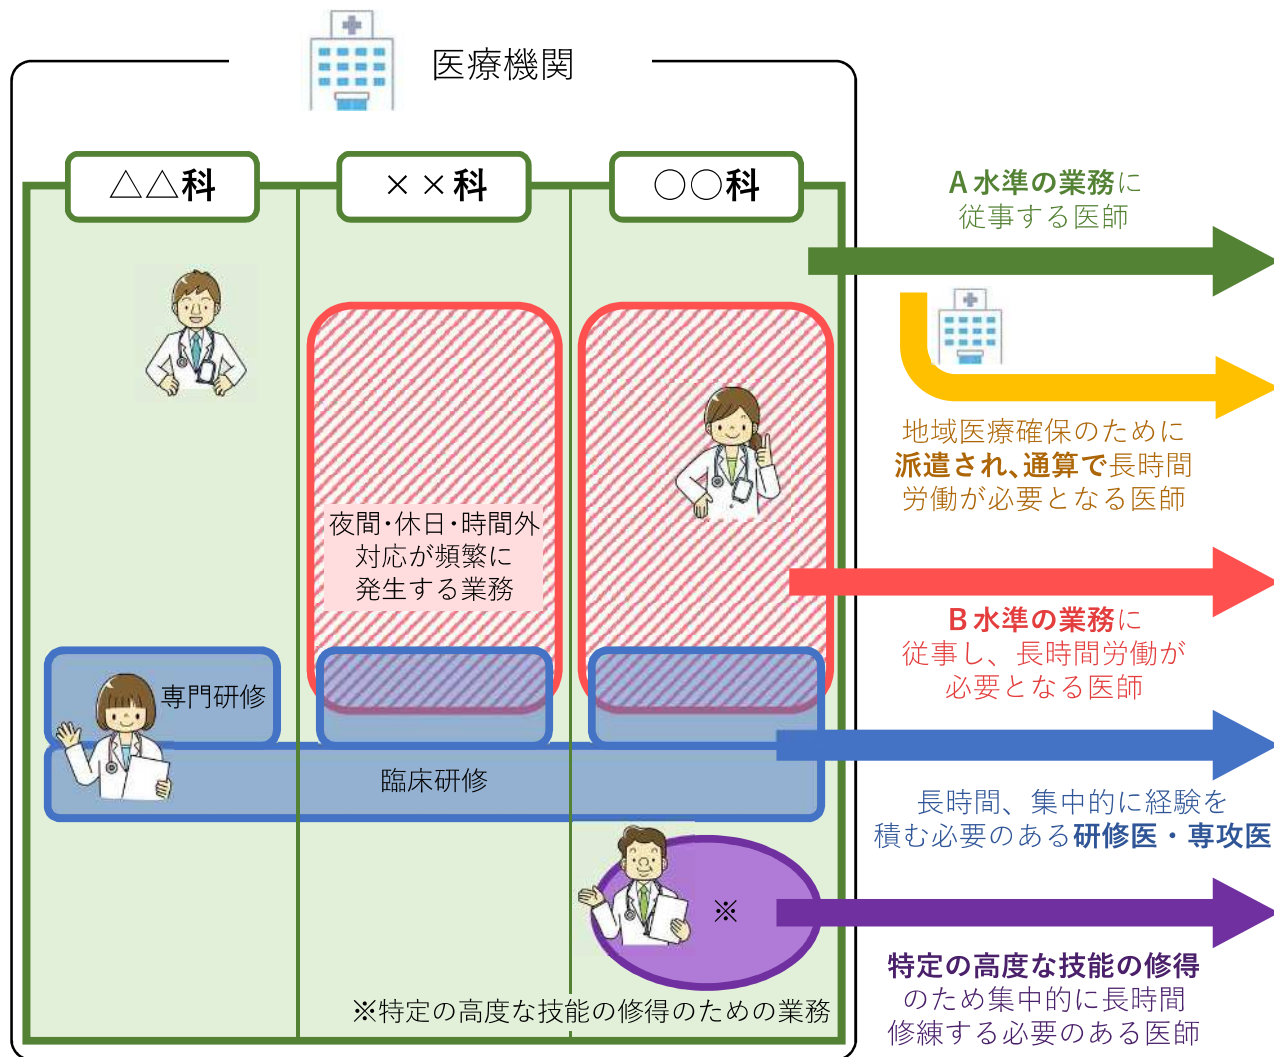 医療機関
△△科
××科
○○科
A水準の業務に
従事する医師
地域医療確保のために
派遣され、通算で長時間
労働が必要となる医師
夜間・休日・時間外
対応が頻繁に
発生する業務
B水準の業務に
従事し、長時間労働が
必要となる医師
専門研修
臨床研修
長時間、集中的に経験を
積む必要のある研修医・専攻医
※
※特定の高度な技能の修得のための業務
特定の高度な技能の修得
のため集中的に長時間
修練する必要のある医師